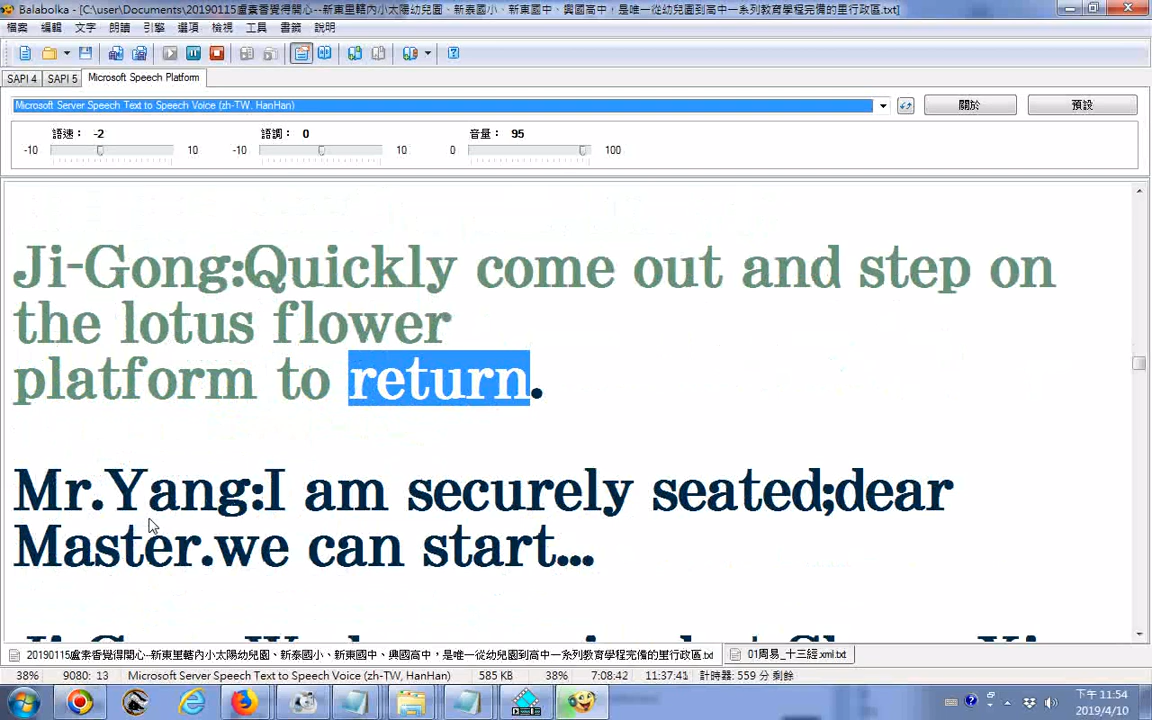 Balabolka - [C:\user\Documents\20190115盧素香覺得開心--新東里轄內小太陽幼兒園、新泰國小、新東國中、興國高中，是唯一從幼兒園到高中一系列教育學程完備的里行政區.txt]
檔案 編輯 文字 朗讀 引擎 選項 檢視 工具 書籤 說明
SAPI 4 SAPI 5 Microsoft Speech Platform
Microsoft Server Speech Text to Speech Voice (zh-TW, HanHan) 關於 預設
語速： -2 語調： 0 音量： 95
-10 10 -10 10 0 100
Ji-Gong:Quickly come out and step on
the lotus flower
platform to return.
Mr.Yang:I am securely seated;dear
Master.we can start...
20190115盧素香覺得開心--新東里轄內小太陽幼兒園、新泰國小、新東國中、興國高中，是唯一從幼兒園到高中一系列教育學程完備的里行政區.txt 01周易_十三經.xml.txt
38% 9080: 13 Microsoft Server Speech Text to Speech Voice (zh-TW, HanHan) 585 KB 38% 7:08:42 11:37:41 計時器: 559 分 剩餘
下午 11:54
2019/4/10